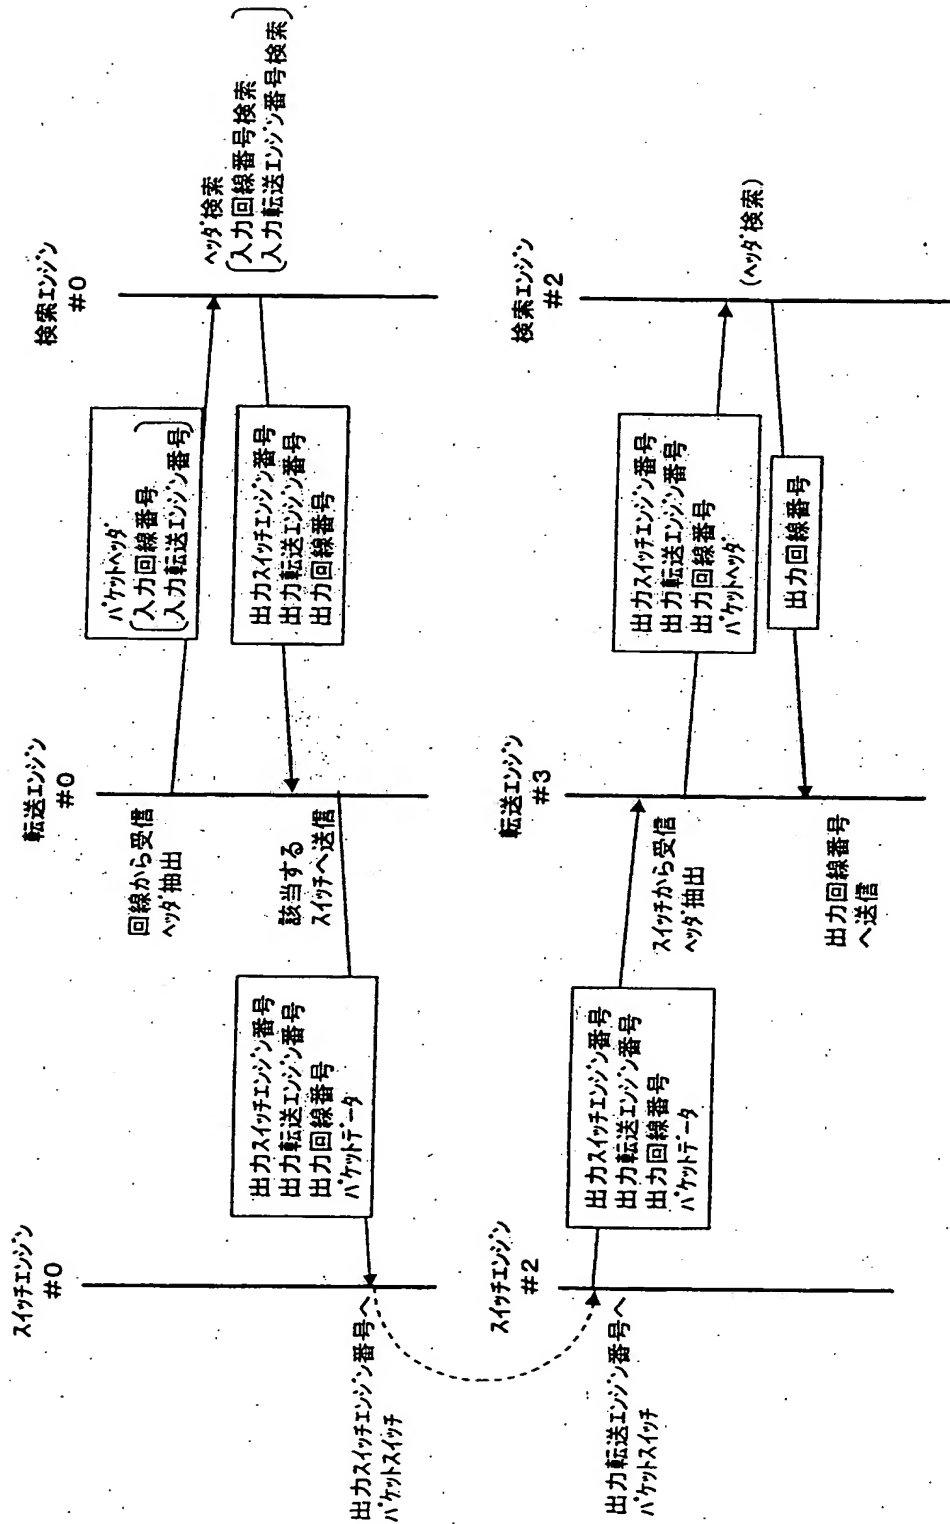 スイッチエンジン
#0
転送エンジン
#0
検索エンジン
#0
回線から受信
ヘッダ抽出
パケットヘッダ
入力回線番号
入力転送エンジン番号
ヘッダ検索
入力回線番号検索
入力転送エンジン番号検索
出力スイッチエンジン番号
出力転送エンジン番号
出力回線番号
該当する
スイッチへ送信
出力スイッチエンジン番号
出力転送エンジン番号
出力回線番号
パケットデータ
出力スイッチエンジン番号へ
パケットスイッチ
スイッチエンジン
#2
転送エンジン
#3
検索エンジン
#2
出力転送エンジン番号へ
パケットスイッチ
出力スイッチエンジン番号
出力転送エンジン番号
出力回線番号
パケットデータ
スイッチから受信
ヘッダ抽出
出力スイッチエンジン番号
出力転送エンジン番号
出力回線番号
パケットヘッダ
(ヘッダ検索)
出力回線番号
出力回線番号
へ送信